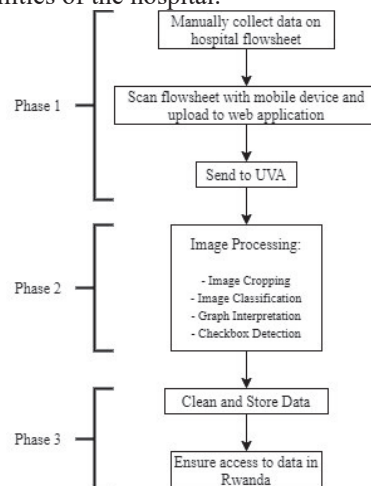 Manually collect data on
hospital flowsheet
Phase 1
Scan flowsheet with mobile device and
upload to web application
Send to UVA
Image Processing:
- Image Cropping
- Image Classification
- Graph Interpretation
- Checkbox Detection
Phase 2
Clean and Store Data
Phase 3
Ensure access to data in
Rwanda